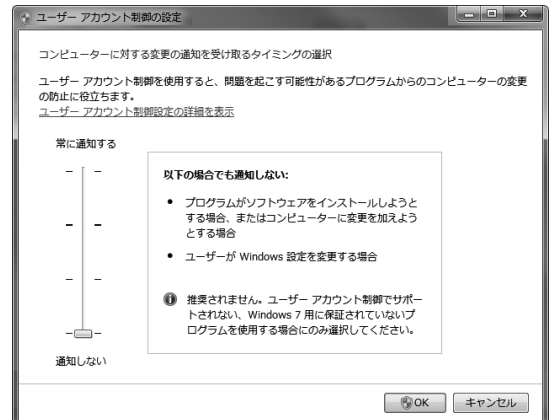 ユーザー アカウント制御の設定
コンピューターに対する変更の通知を受け取るタイミングの選択
ユーザー アカウント制御を使用すると、問題を起こす可能性があるプログラムからのコンピューターの変更
の防止に役立ちます。
ユーザー アカウント制御設定の詳細を表示
常に通知する
以下の場合でも通知しない:
● プログラムがソフトウェアをインストールしようと
する場合、またはコンピューターに変更を加えよう
とする場合
● ユーザーが Windows 設定を変更する場合
推奨されません。ユーザー アカウント制御でサポー
トされない、Windows 7 用に保証されていないプ
ログラムを使用する場合にのみ選択してください。
通知しない
OK
キャンセル